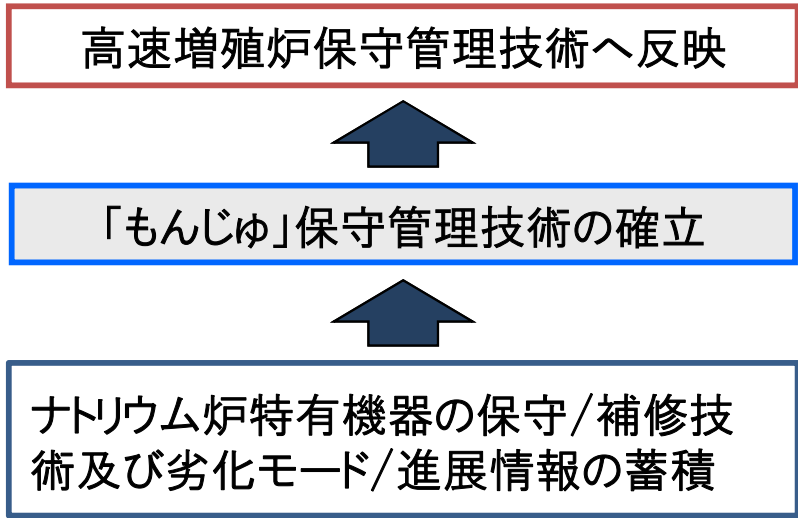 高速増殖炉保守管理技術へ反映
「もんじゅ」保守管理技術の確立
ナトリウム炉特有機器の保守/補修技
術及び劣化モード/進展情報の蓄積